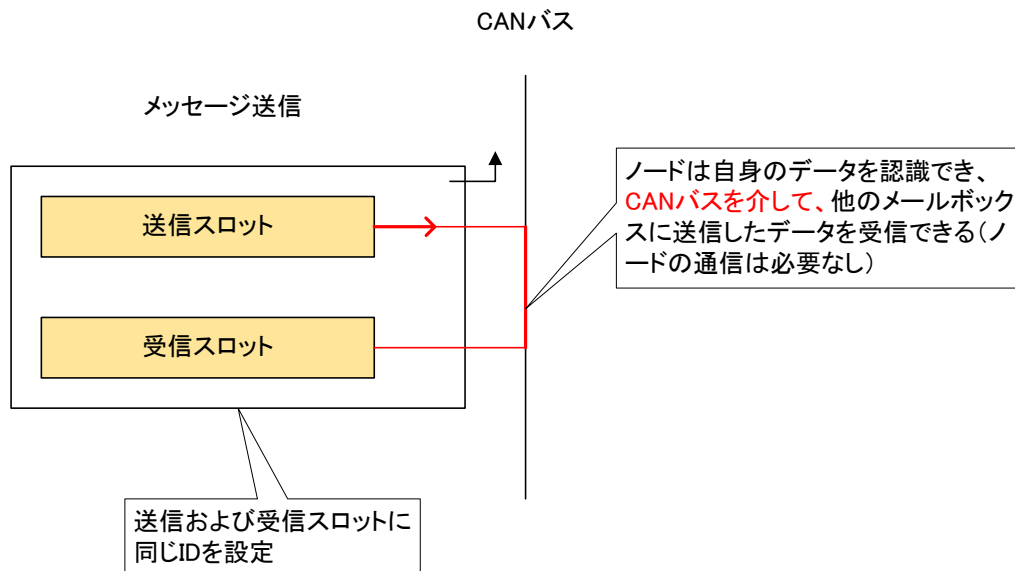 CANバス
メッセージ送信
送信スロット
受信スロット
ノードは自身のデータを認識でき、
CANバスを介して、他のメールボック
スに送信したデータを受信できる(ノ
ードの通信は必要なし)
送信および受信スロットに
同じIDを設定